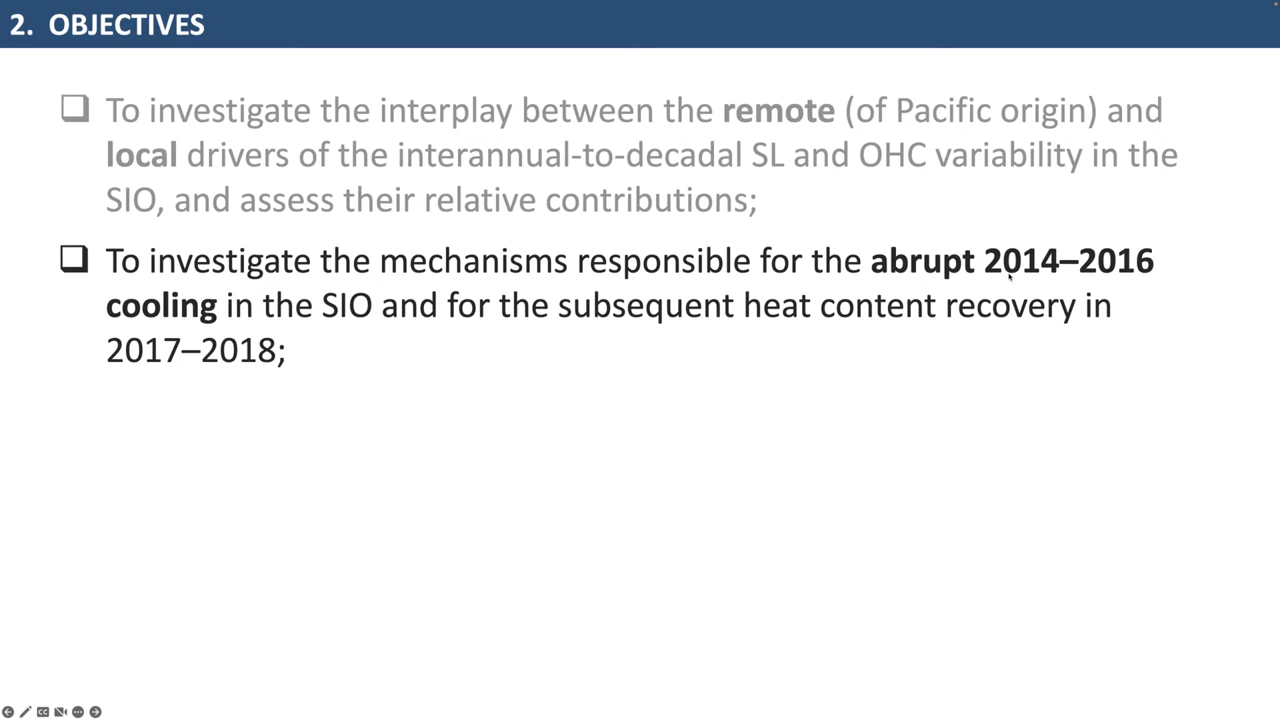 2. OBJECTIVES
To investigate the interplay between the remote (of Pacific origin) and
local drivers of the interannual-to-decadal SL and OHC variability in the
SIO, and assess their relative contributions;
To investigate the mechanisms responsible for the abrupt 2014–2016
cooling in the SIO and for the subsequent heat content recovery in
2017–2018;